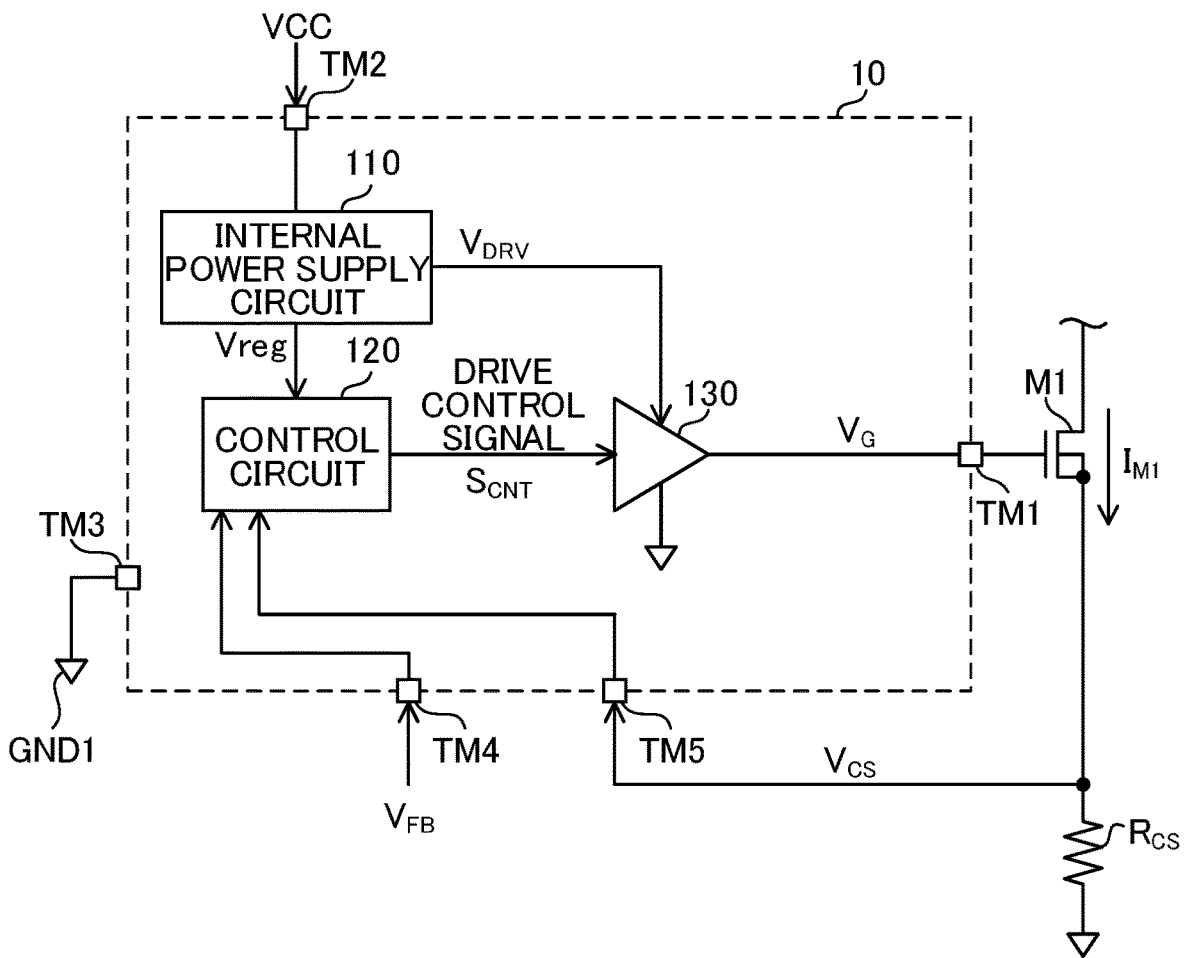 VCC
TM2
10
110
INTERNAL
POWER SUPPLY
CIRCUIT
VDRV
Vreg
120
DRIVE
CONTROL
SIGNAL
SCNT
130
CONTROL
CIRCUIT
VG
M1
IM1
TM1
TM3
GND1
TM4
TM5
VFB
VCS
RCS